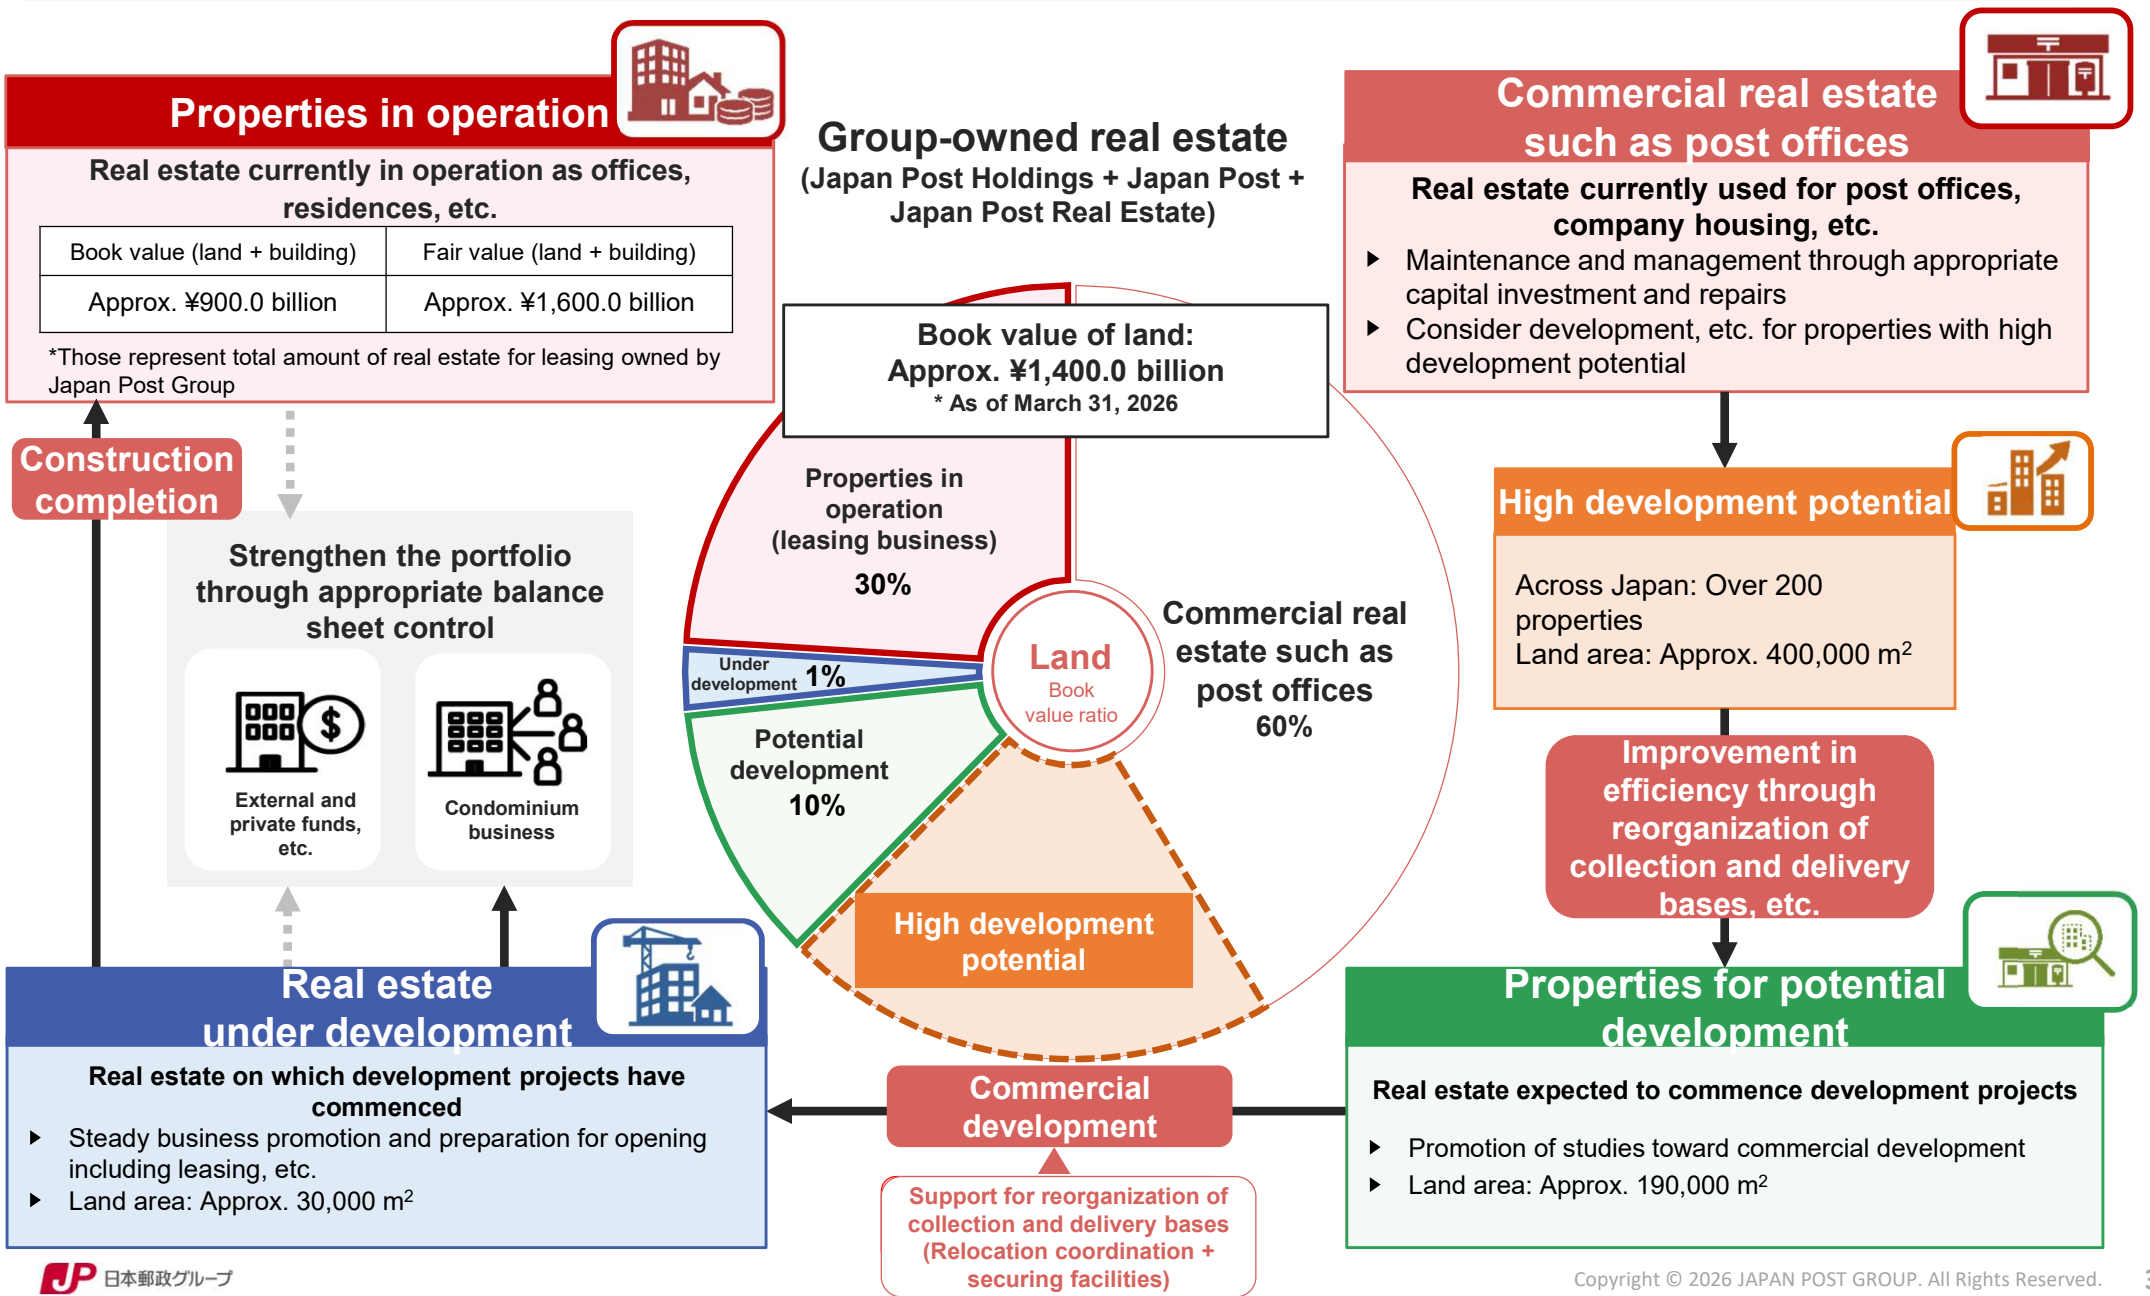 Properties in operation
Real estate currently in operation as offices,
residences, etc.
Book value (land + building)
Fair value (land + building)
Approx. ¥900.0 billion
Approx. ¥1,600.0 billion
*Those represent total amount of real estate for leasing owned by
Japan Post Group
Group-owned real estate
(Japan Post Holdings + Japan Post +
Japan Post Real Estate)
Commercial real estate
such as post offices
Real estate currently used for post offices,
company housing, etc.
▶ Maintenance and management through appropriate
capital investment and repairs
▶ Consider development, etc. for properties with high
development potential
Book value of land:
Approx. ¥1,400.0 billion
* As of March 31, 2026
Construction
completion
Strengthen the portfolio
through appropriate balance
sheet control
$
External and
private funds,
etc.
Condominium
business
Properties in
operation
(leasing business)
30%
Under
development
1%
Potential
development
10%
Land
Book
value ratio
Commercial real
estate such as
post offices
60%
High development
potential
High development potential
Across Japan: Over 200
properties
Land area: Approx. 400,000 m²
Improvement in
efficiency through
reorganization of
collection and delivery
bases, etc.
Real estate
under development
Real estate on which development projects have
commenced
▶ Steady business promotion and preparation for opening
including leasing, etc.
▶ Land area: Approx. 30,000 m²
Commercial
development
Support for reorganization of
collection and delivery bases
(Relocation coordination +
securing facilities)
Properties for potential
development
Real estate expected to commence development projects
▶ Promotion of studies toward commercial development
▶ Land area: Approx. 190,000 m²
JP 日本郵政グループ
Copyright © 2026 JAPAN POST GROUP. All Rights Reserved.